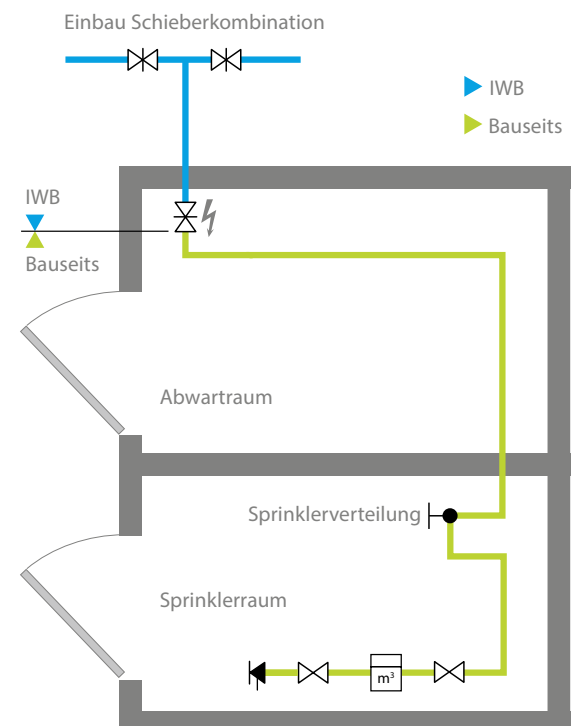 Einbau Schieberkombination
IWB
Bauseits
IWB
Bauseits
Abwartraum
Sprinklerverteilung
Sprinklerraum
m³